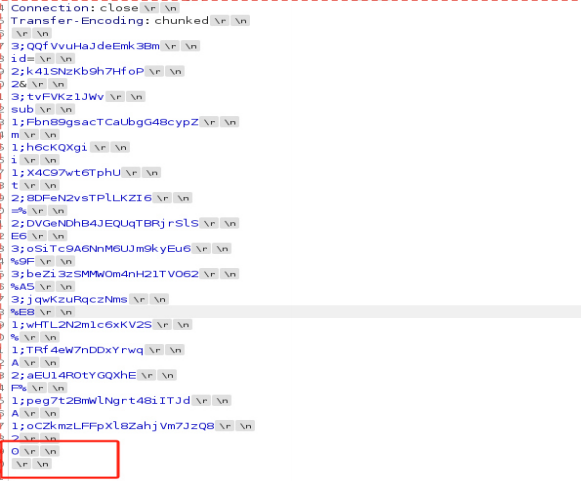 Connection: close \r \n
Transfer-Encoding: chunked \r \n
\r \n
3;QQfVvuHaJdeEmk3Bm \r \n
id= \r \n
2;k41SNzKb9h7HfoP \r \n
2& \r \n
3;tvFVKz1JWv \r \n
sub \r \n
1;Fbn89gsacTCaUbgG48cypZ \r \n
m \r \n
1;h6cKQXgi \r \n
i \r \n
1;X4C97wt6TphU \r \n
t \r \n
2;8DFeN2vsTPlLKZI6 \r \n
=% \r \n
2;DVGeNDhB4JEQUqTBRjrSlS \r \n
E6 \r \n
3;oSiTc9A6NnM6UJm9kyEu6 \r \n
%9F \r \n
3;beZi3zSMMWOm4nH21TVO62 \r \n
%A5 \r \n
3;jqwKzuRqczNms \r \n
%E8 \r \n
1;wHTL2N2m1c6xKV2S \r \n
% \r \n
1;TRf4eW7nDDxYrwq \r \n
A \r \n
2;aEU14ROtYGQXhE \r \n
F% \r \n
1;peg7t2BmWlNgrt48iITJd \r \n
A \r \n
1;oCZkmzLFFpXl8ZahjVm7JzQ8 \r \n
2 \r \n
0 \r \n
\r \n